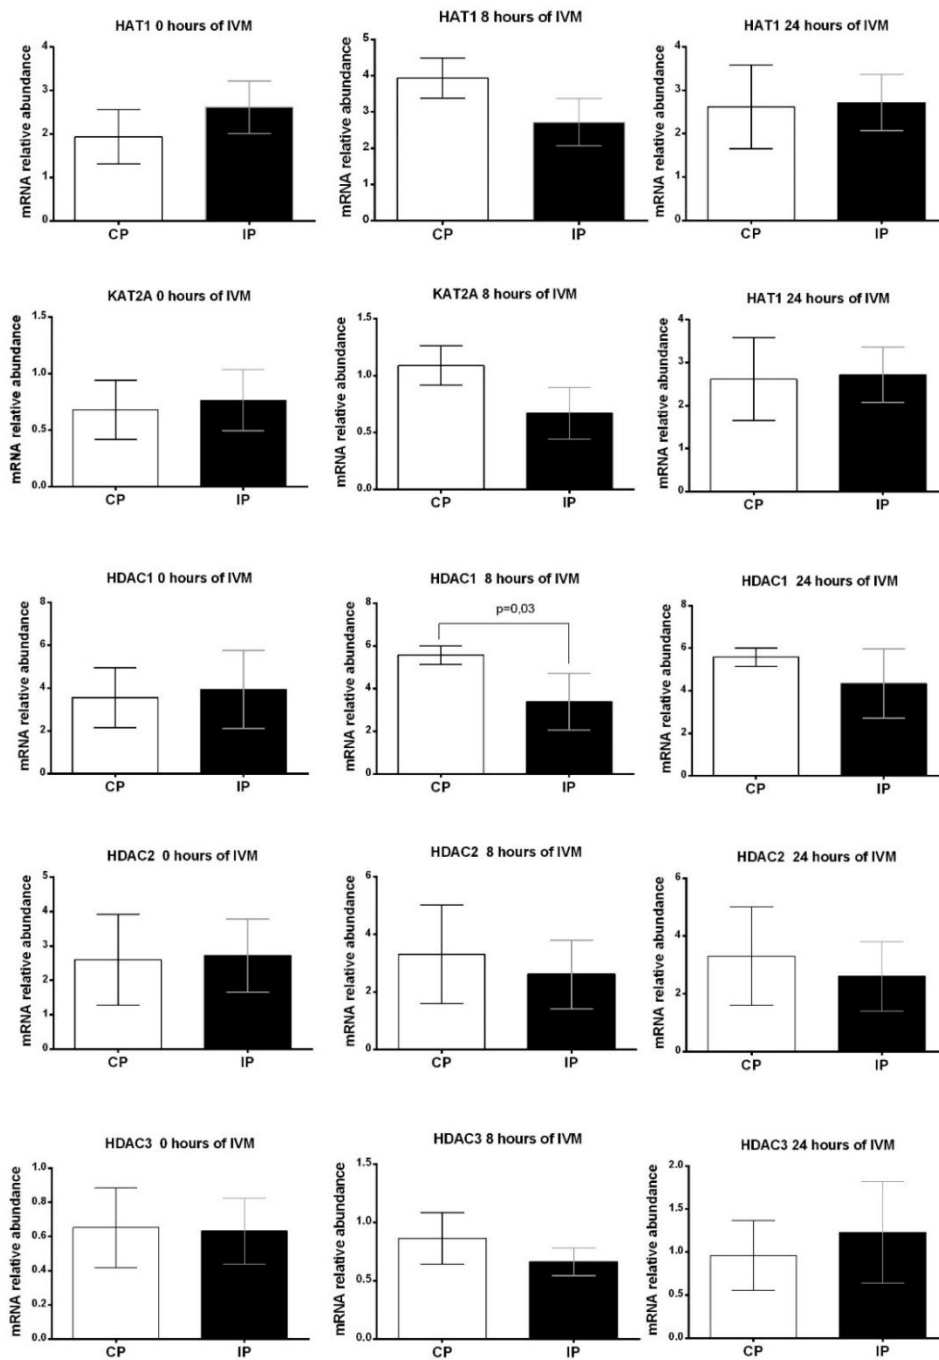 HAT1 0 hours of IVM
mRNA relative abundance
4
3
2
1
0
CP IP
HAT1 8 hours of IVM
mRNA relative abundance
5
4
3
2
1
0
CP IP
HAT1 24 hours of IVM
mRNA relative abundance
4
3
2
1
0
CP IP
KAT2A 0 hours of IVM
mRNA relative abundance
1.5
1.0
0.5
0.0
CP IP
KAT2A 8 hours of IVM
mRNA relative abundance
1.5
1.0
0.5
0.0
CP IP
HAT1 24 hours of IVM
mRNA relative abundance
4
3
2
1
0
CP IP
HDAC1 0 hours of IVM
mRNA relative abundance
8
6
4
2
0
CP IP
HDAC1 8 hours of IVM
p=0,03
mRNA relative abundance
8
6
4
2
0
CP IP
HDAC1 24 hours of IVM
mRNA relative abundance
8
6
4
2
0
CP IP
HDAC2 0 hours of IVM
mRNA relative abundance
5
4
3
2
1
0
CP IP
HDAC2 8 hours of IVM
mRNA relative abundance
6
4
2
0
CP IP
HDAC2 24 hours of IVM
mRNA relative abundance
6
4
2
0
CP IP
HDAC3 0 hours of IVM
mRNA relative abundance
1.0
0.8
0.6
0.4
0.2
0.0
CP IP
HDAC3 8 hours of IVM
mRNA relative abundance
1.5
1.0
0.5
0.0
CP IP
HDAC3 24 hours of IVM
mRNA relative abundance
2.0
1.5
1.0
0.5
0.0
CP IP